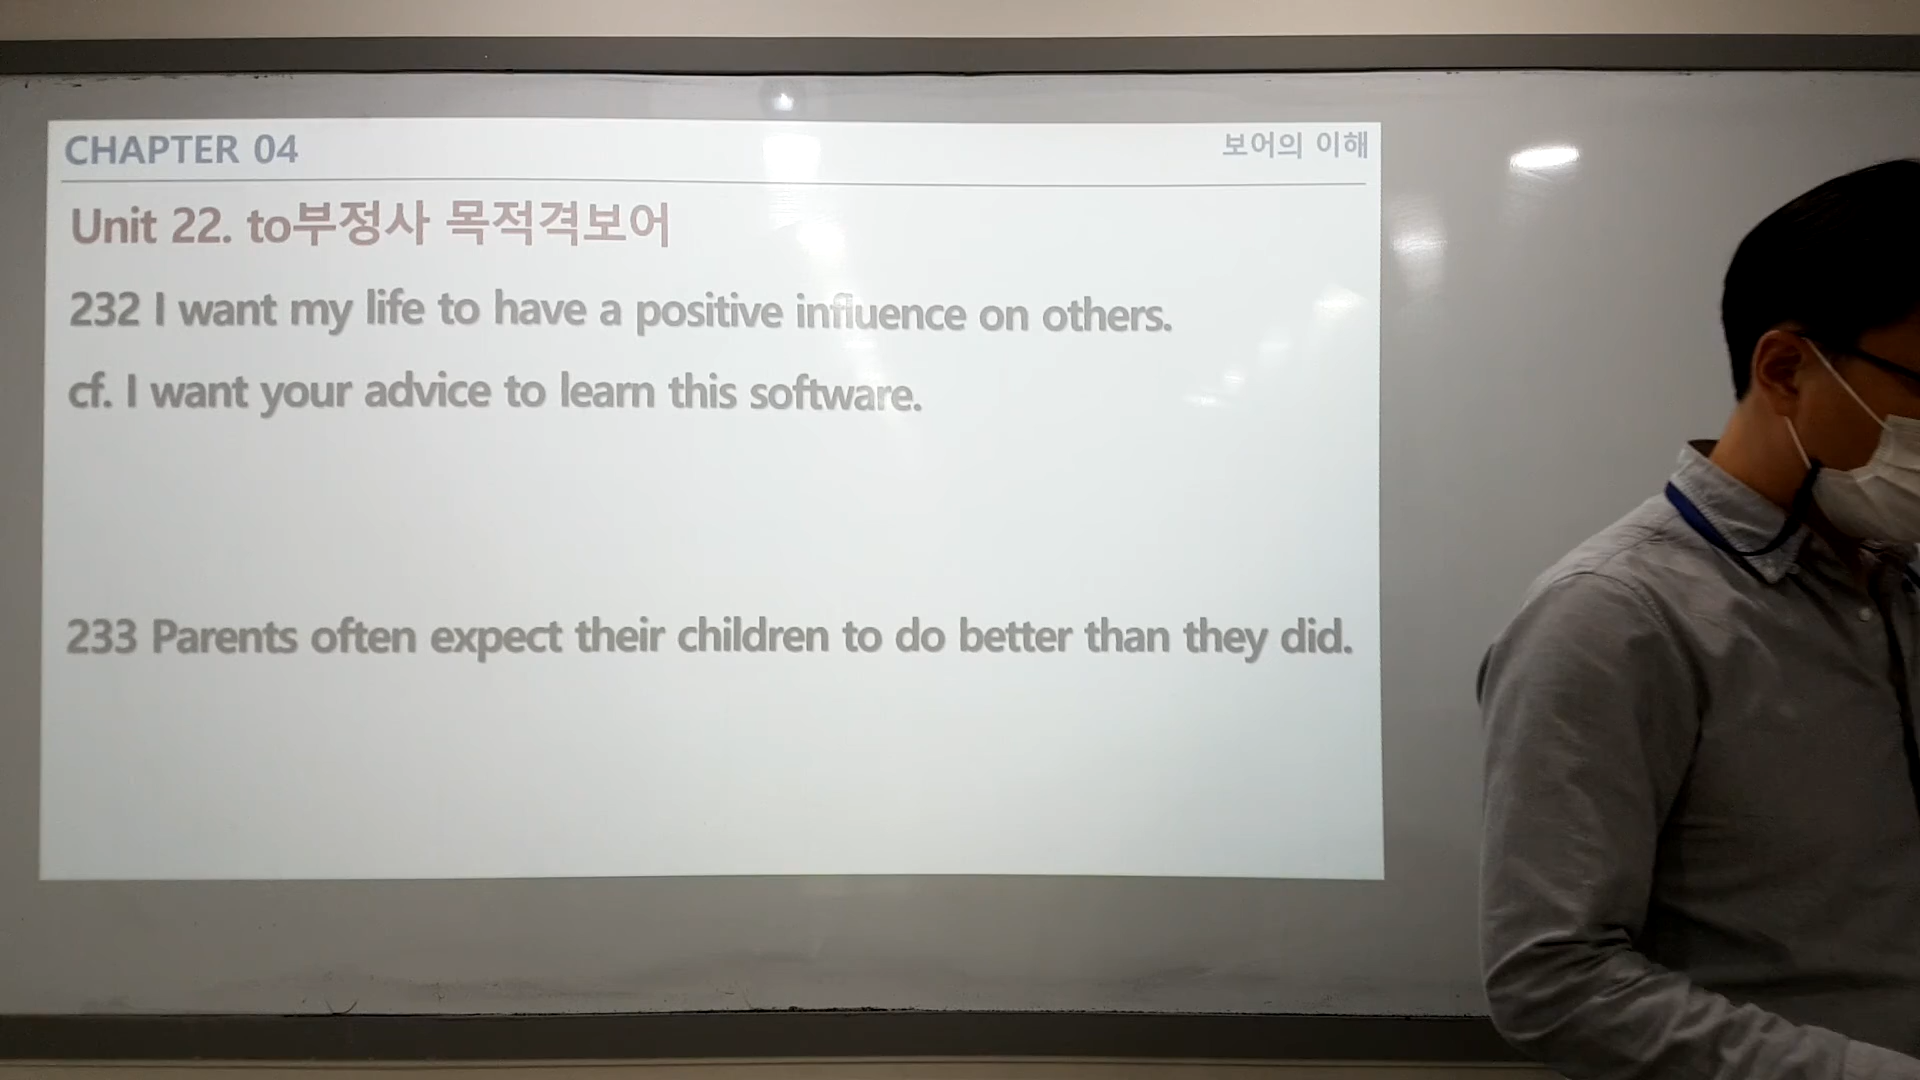 CHAPTER 04
보어의 이해
Unit 22. to부정사 목적격보어
232 I want my life to have a positive influence on others.
cf. I want your advice to learn this software.
233 Parents often expect their children to do better than they did.